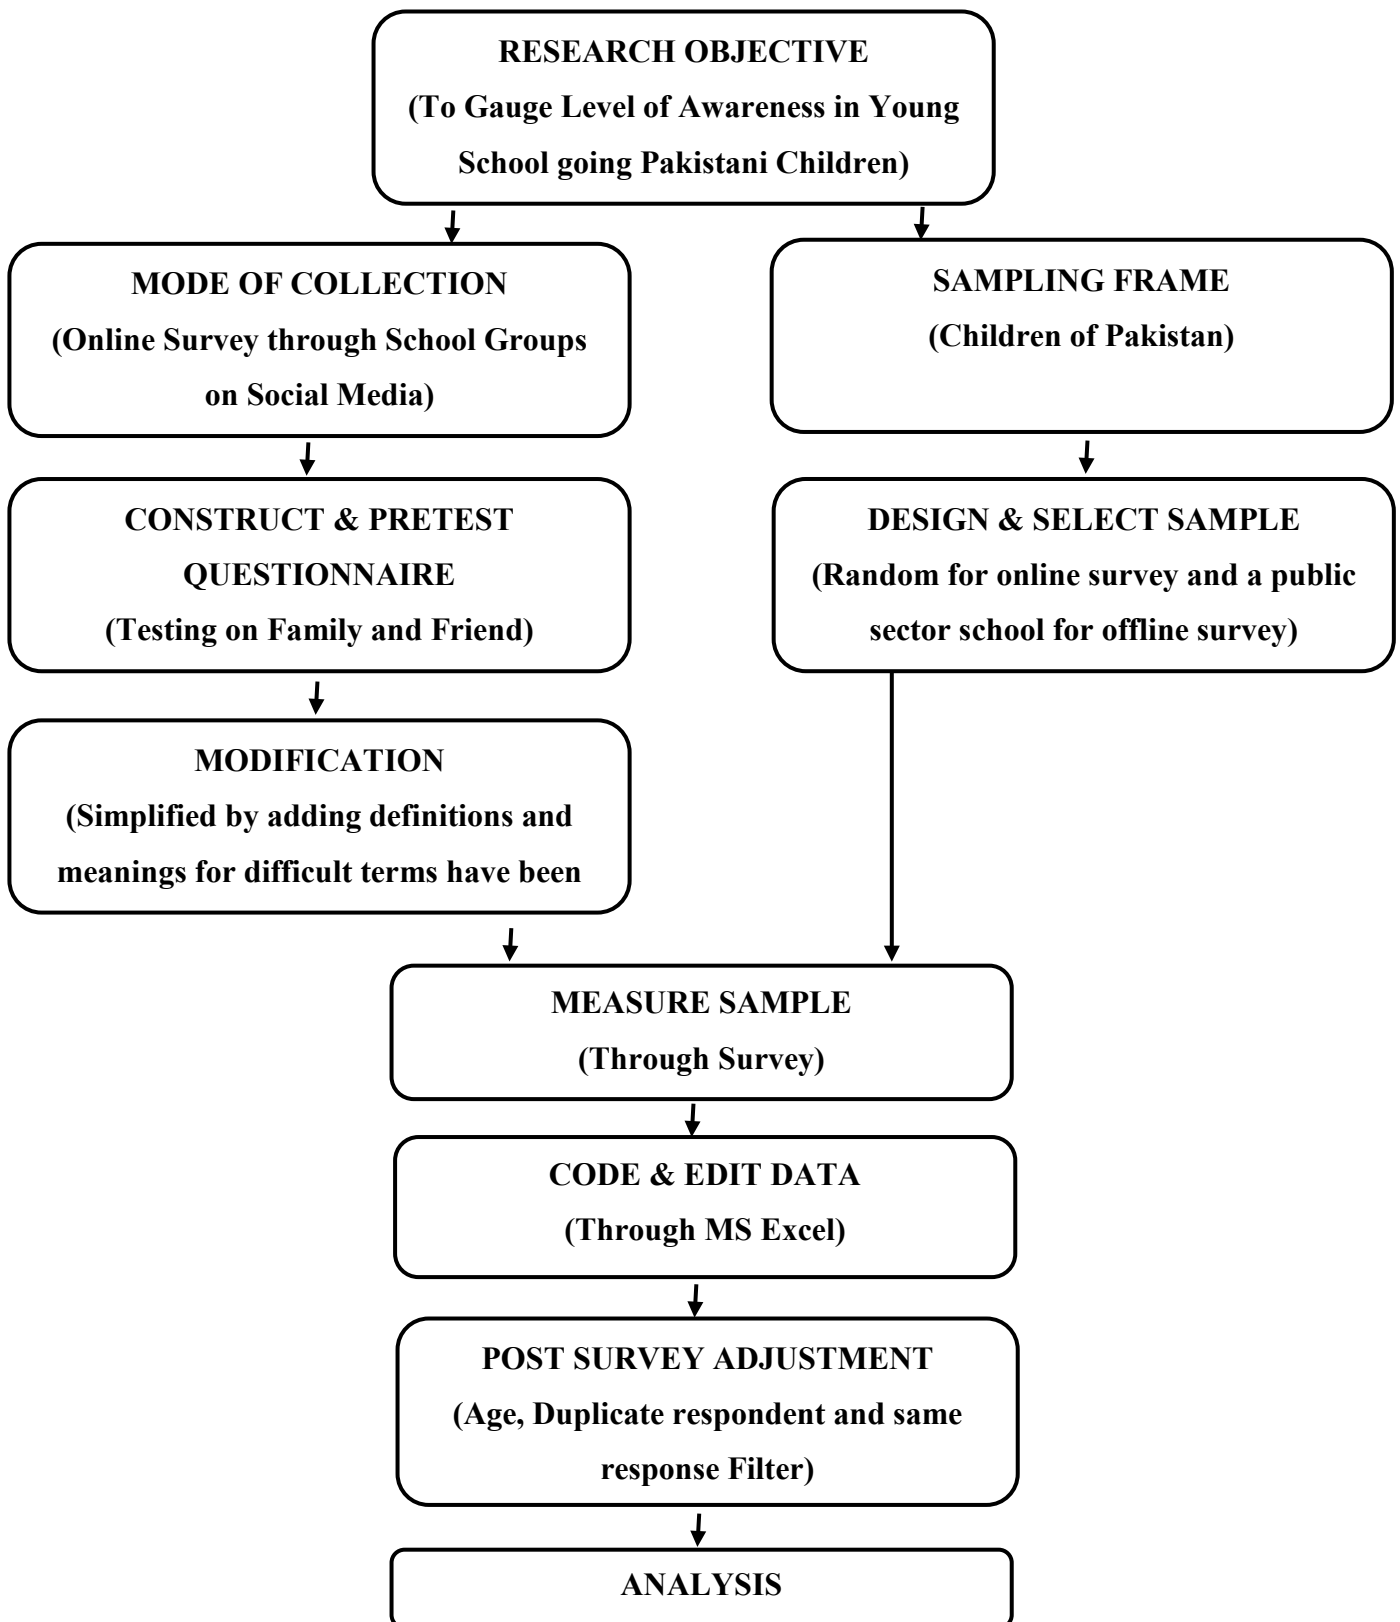 RESEARCH OBJECTIVE
(To Gauge Level of Awareness in Young
School going Pakistani Children)
MODE OF COLLECTION
(Online Survey through School Groups
on Social Media)
SAMPLING FRAME
(Children of Pakistan)
CONSTRUCT & PRETEST
QUESTIONNAIRE
(Testing on Family and Friend)
DESIGN & SELECT SAMPLE
(Random for online survey and a public
sector school for offline survey)
MODIFICATION
(Simplified by adding definitions and
meanings for difficult terms have been
MEASURE SAMPLE
(Through Survey)
CODE & EDIT DATA
(Through MS Excel)
POST SURVEY ADJUSTMENT
(Age, Duplicate respondent and same
response Filter)
ANALYSIS